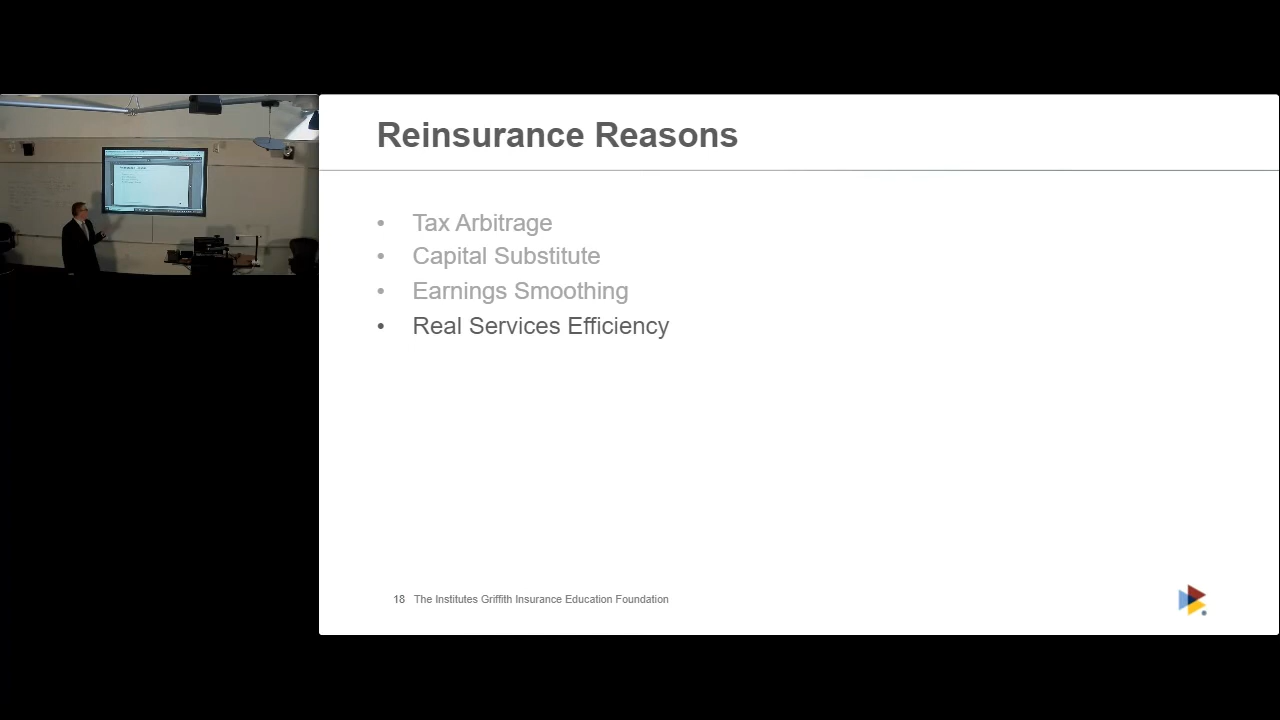 Reinsurance Reasons
• Tax Arbitrage
• Capital Substitute
• Earnings Smoothing
• Real Services Efficiency
18 The Institutes Griffith Insurance Education Foundation